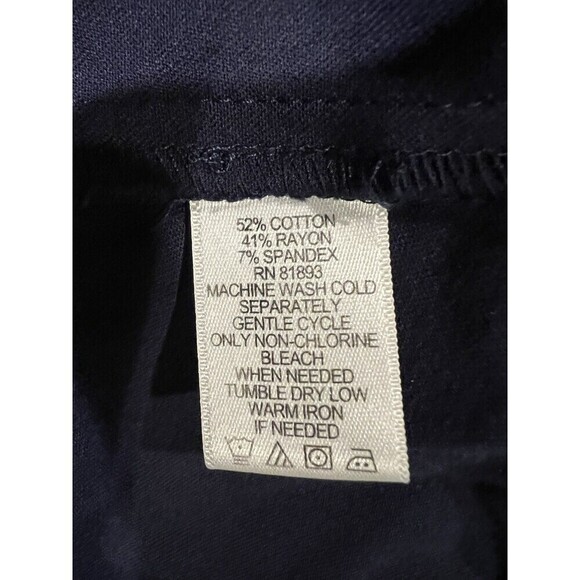 52% COTTON
41% RAYON
7% SPANDEX
RN 81893
MACHINE WASH COLD
SEPARATELY
GENTLE CYCLE
ONLY NON-CHLORINE
BLEACH
WHEN NEEDED
TUMBLE DRY LOW
WARM IRON
IF NEEDED